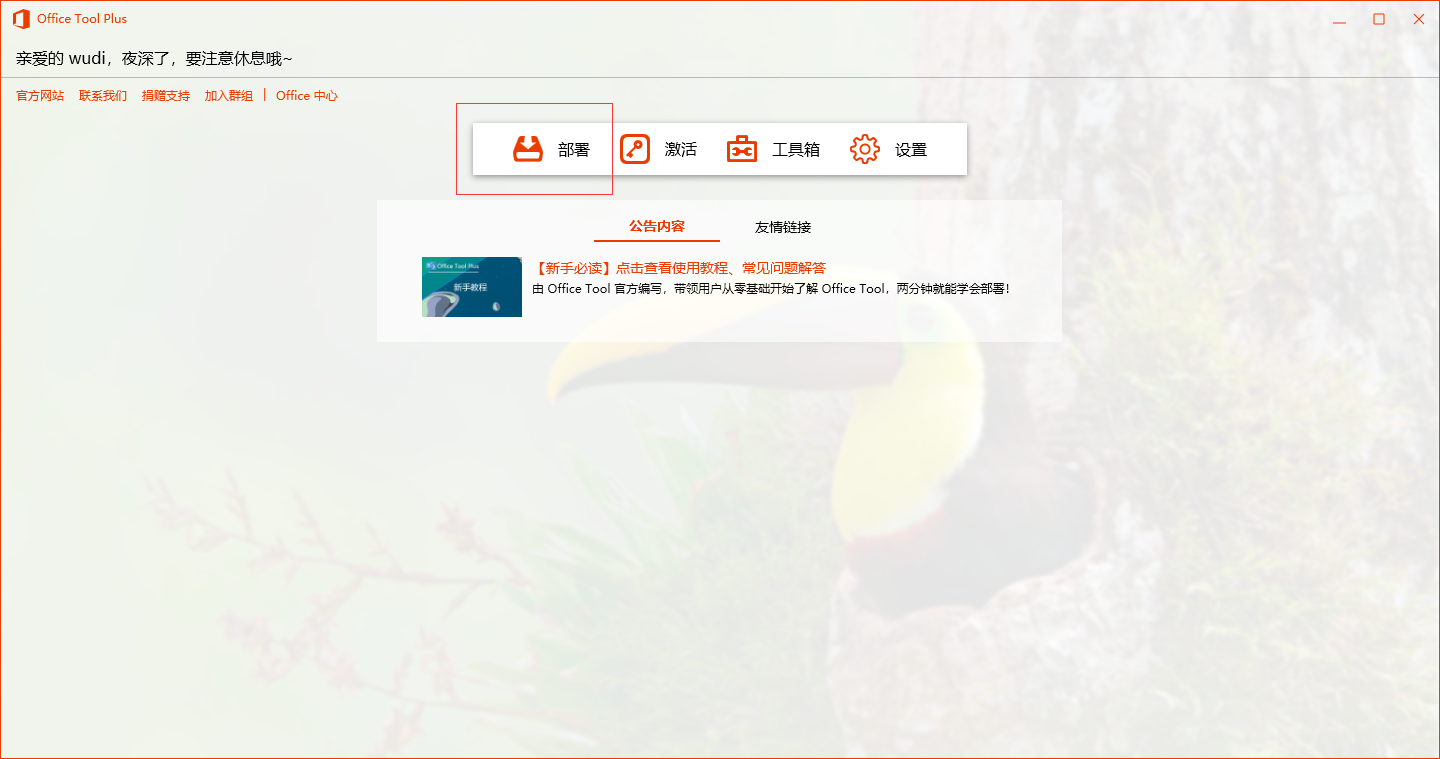 Office Tool Plus
亲爱的 wudi，夜深了，要注意休息哦~
官方网站 联系我们 捐赠支持 加入群组 | Office 中心
部署 激活 工具箱 设置
公告内容 友情链接
Office Tool Plus
新手教程
【新手必读】点击查看使用教程、常见问题解答
由 Office Tool 官方编写，带领用户从零基础开始了解 Office Tool，两分钟就能学会部署！